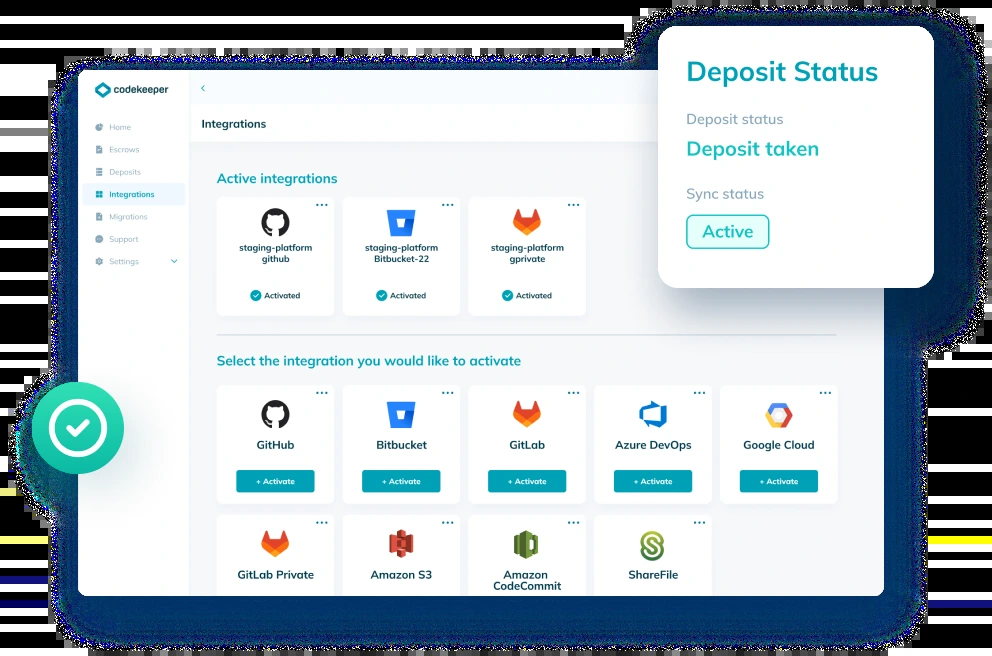 codekeeper
Home
Escrows
Deposits
Integrations
Migrations
Support
Settings
Integrations
Active integrations
staging-platform
github
Activated
staging-platform
Bitbucket-22
Activated
staging-platform
gprivate
Activated
Select the integration you would like to activate
GitHub
+ Activate
Bitbucket
+ Activate
GitLab
+ Activate
Azure DevOps
+ Activate
Google Cloud
+ Activate
GitLab Private
Amazon S3
Amazon
CodeCommit
ShareFile
Deposit Status
Deposit status
Deposit taken
Sync status
Active